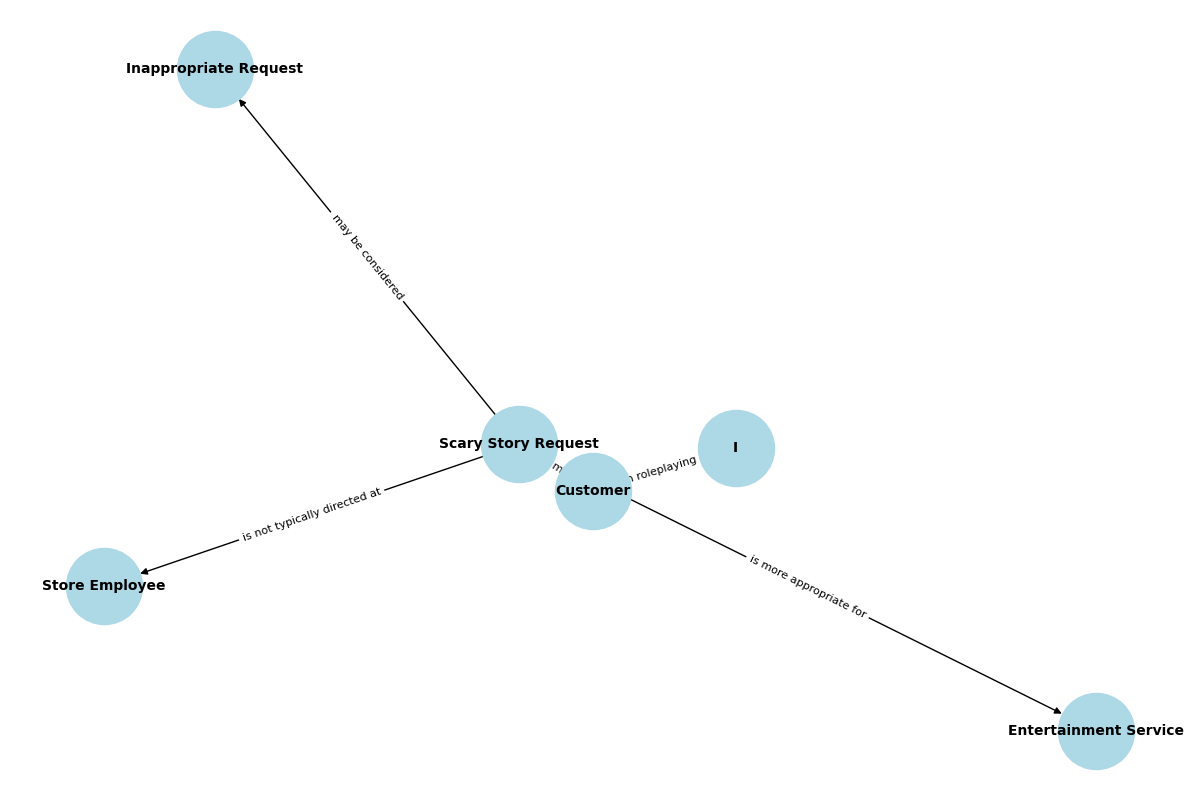 Inappropriate Request
may be considered
Scary Story Request
I
roleplaying
Customer
is not typically directed at
is more appropriate for
Store Employee
Entertainment Service